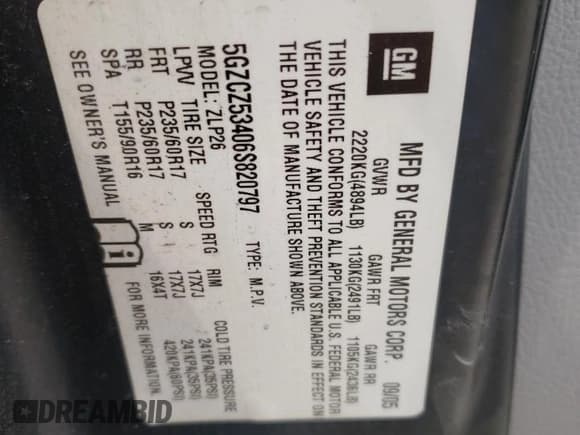 GM
MFD BY GENERAL MOTORS CORP. 09/05
GVWR GAWR FRT GAWR RR
2220KG(4894LB) 1130KG(2491LB) 1105KG(2436LB)
THIS VEHICLE CONFORMS TO ALL APPLICABLE U.S. FEDERAL MOTOR
VEHICLE SAFETY AND THEFT PREVENTION STANDARDS IN EFFECT ON
THE DATE OF MANUFACTURE SHOWN ABOVE.
5GZCZ53406S820797 TYPE: M.P.V.
MODEL: ZLP26
LPVV TIRE SIZE SPEED RTG RIM COLD TIRE PRESSURE
FRT P235/60R17 S 17X7J 241KPA(35PSI)
RR P235/60R17 S 17X7J 241KPA(35PSI)
SPA T155/90R16 M 16X4T 420KPA(60PSI)
SEE OWNER'S MANUAL FOR MORE INFORMATION
DREAMBID